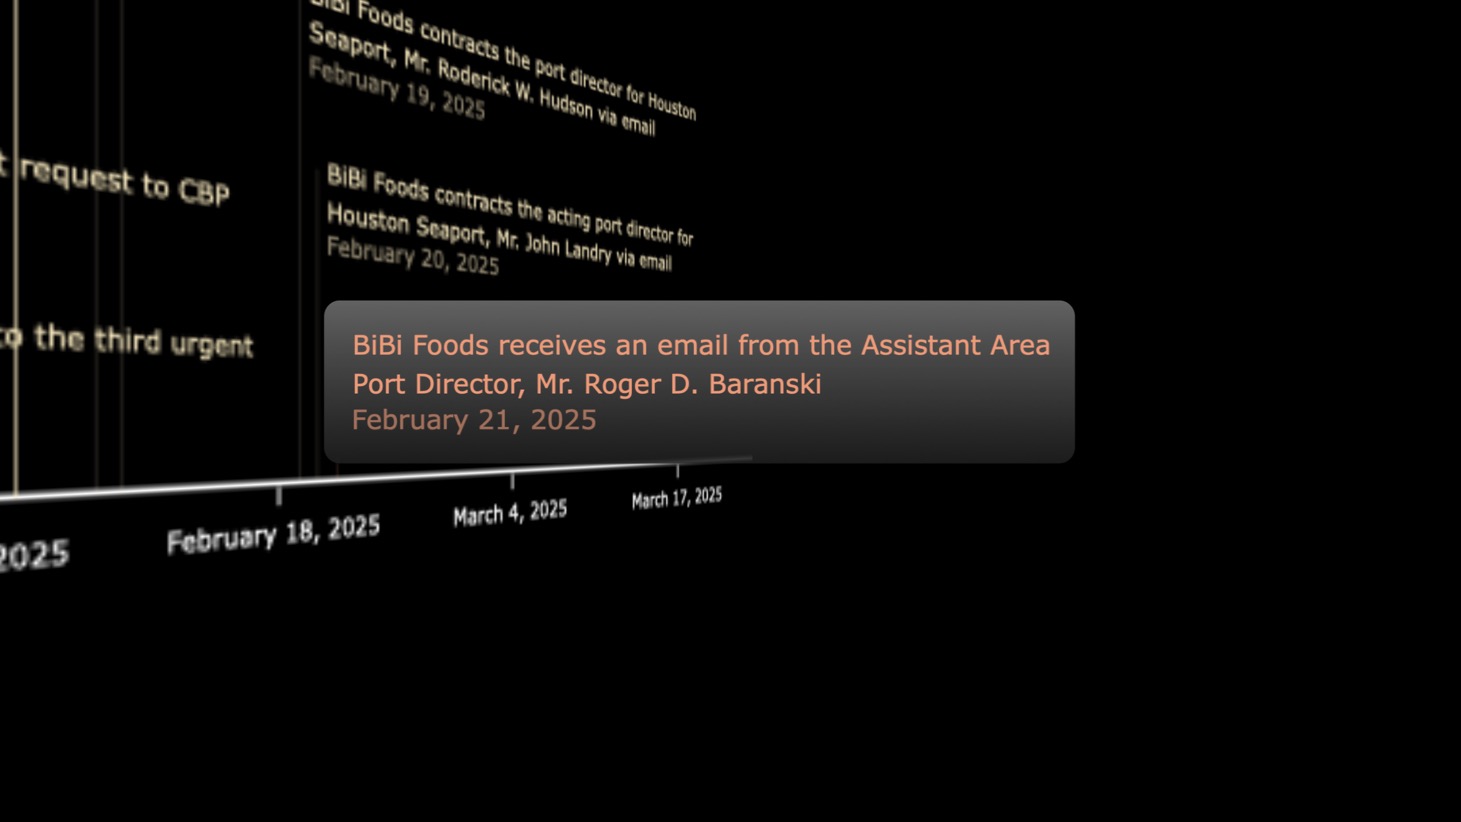 BiBi Foods contracts the port director for Houston
Seaport, Mr. Roderick W. Hudson via email
February 19, 2025
request to CBP
BiBi Foods contracts the acting port director for
Houston Seaport, Mr. John Landry via email
February 20, 2025
to the third urgent
BiBi Foods receives an email from the Assistant Area
Port Director, Mr. Roger D. Baranski
February 21, 2025
2025
February 18, 2025
March 4, 2025
March 17, 2025